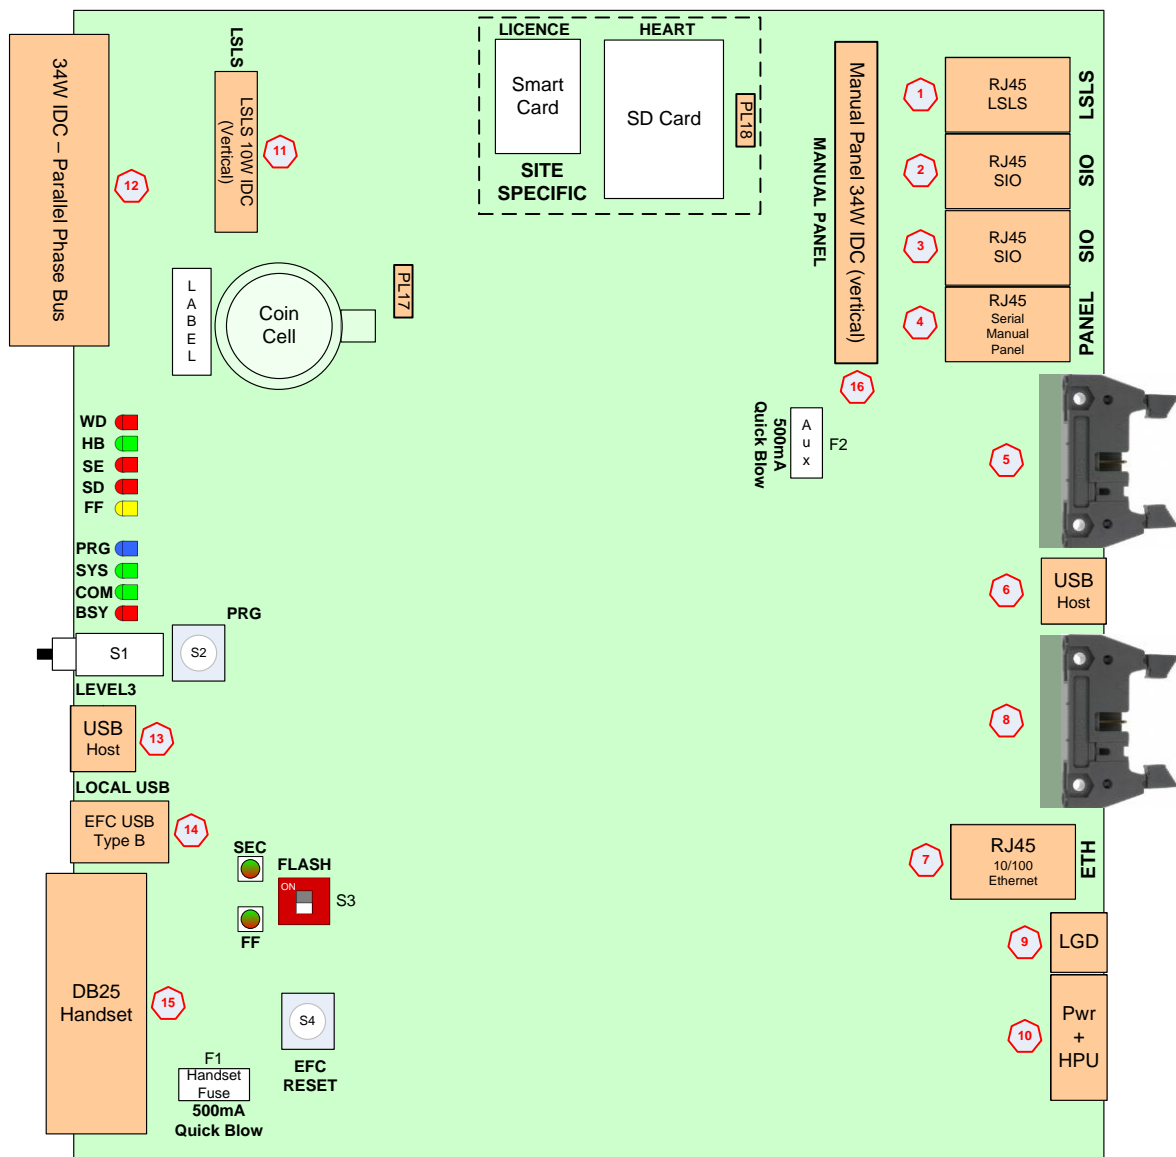 34W IDC – Parallel Phase Bus
12
LSLS
LSLS 10W IDC
(Vertical)
11
LICENCE
HEART
Smart
Card
SD Card
PL18
SITE
SPECIFIC
Manual Panel 34W IDC (vertical)
MANUAL PANEL
1
RJ45
LSLS
LSLS
2
RJ45
SIO
SIO
3
RJ45
SIO
SIO
4
RJ45
Serial
Manual
Panel
PANEL
16
L
A
B
E
L
Coin
Cell
PL17
500mA
Quick Blow
A
u
x
F2
WD
HB
SE
SD
FF
PRG
SYS
COM
BSY
5
6
USB
Host
8
S1
PRG
S2
LEVEL3
USB
Host
13
LOCAL USB
EFC USB
Type B
14
SEC
FLASH
ON
S3
FF
7
RJ45
10/100
Ethernet
ETH
9
LGD
10
Pwr
+
HPU
DB25
Handset
15
S4
EFC
RESET
F1
Handset
Fuse
500mA
Quick Blow